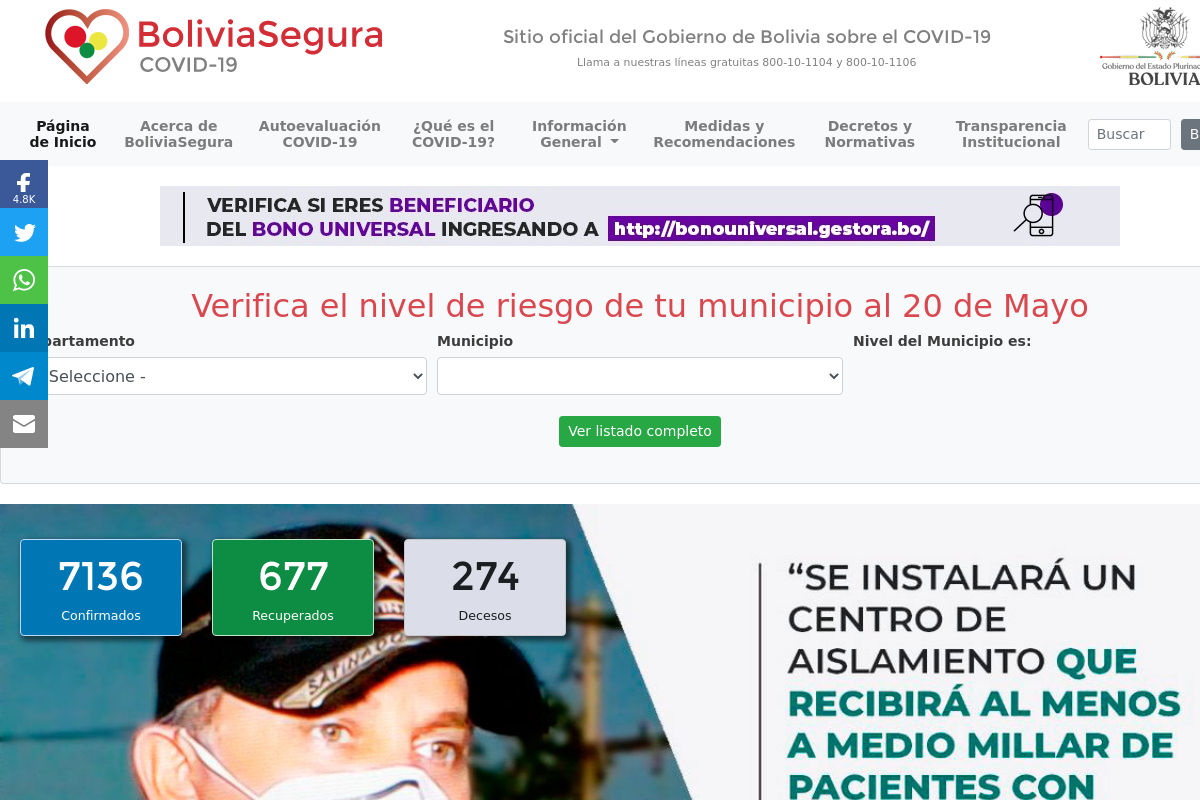 BoliviaSegura
COVID-19
Sitio oficial del Gobierno de Bolivia sobre el COVID-19
Llama a nuestras líneas gratuitas 800-10-1104 y 800-10-1106
Gobierno del Estado Plurinac
BOLIVIA
Página
de Inicio
Acerca de
BoliviaSegura
Autoevaluación
COVID-19
¿Qué es el
COVID-19?
Información
General
Medidas y
Recomendaciones
Decretos y
Normativas
Transparencia
Institucional
Buscar
B
4.8K
VERIFICA SI ERES BENEFICIARIO
DEL BONO UNIVERSAL INGRESANDO A http://bonouniversal.gestora.bo/
Verifica el nivel de riesgo de tu municipio al 20 de Mayo
partamento
Municipio
Nivel del Municipio es:
Seleccione -
Ver listado completo
7136
Confirmados
677
Recuperados
274
Decesos
SATINADOS
“SE INSTALARÁ UN
CENTRO DE
AISLAMIENTO QUE
RECIBIRÁ AL MENOS
A MEDIO MILLAR DE
PACIENTES CON